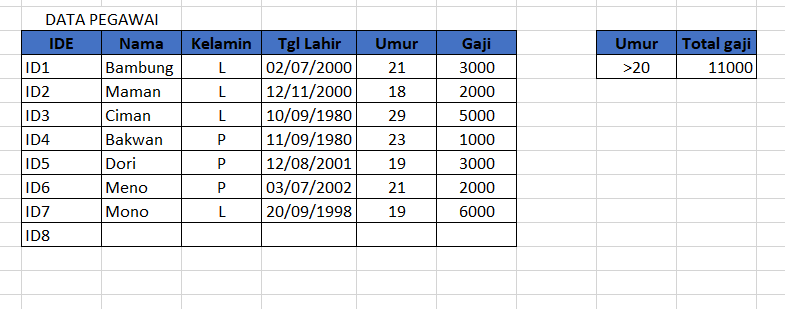 DATA PEGAWAI
IDE Nama Kelamin Tgl Lahir Umur Gaji Umur Total gaji
ID1 Bambung L 02/07/2000 21 3000 >20 11000
ID2 Maman L 12/11/2000 18 2000
ID3 Ciman L 10/09/1980 29 5000
ID4 Bakwan P 11/09/1980 23 1000
ID5 Dori P 12/08/2001 19 3000
ID6 Meno P 03/07/2002 21 2000
ID7 Mono L 20/09/1998 19 6000
ID8